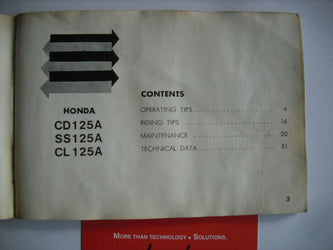 HONDA
CD125A
SS125A
CL125A
CONTENTS
OPERATING TIPS 4
RIDING TIPS 16
MAINTENANCE 20
TECHNICAL DATA 51
3
MORE THAN TECHNOLOGY • SOLUTIONS.